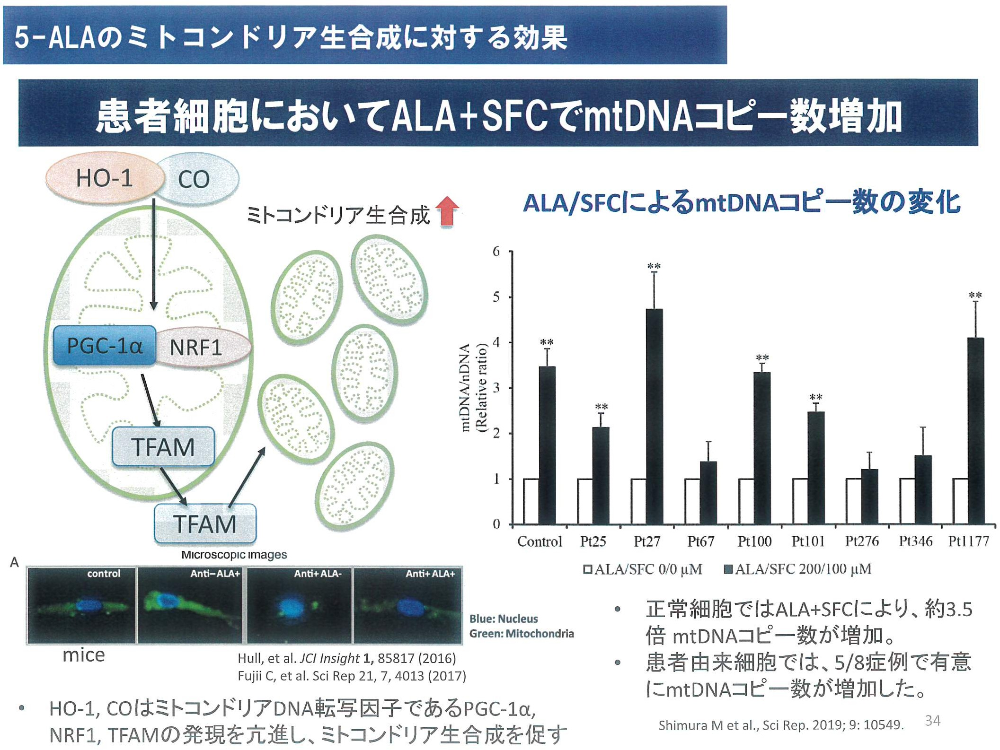 5-ALAのミトコンドリア生合成に対する効果
患者細胞においてALA+SFCでmtDNAコピー数増加
HO-1
CO
ミトコンドリア生合成
PGC-1α
NRF1
TFAM
TFAM
Microscopic images
A
control
Anti−ALA+
Anti+ALA-
Anti+ALA+
Blue: Nucleus
Green: Mitochondria
mice
Hull, et al. JCI Insight 1, 85817 (2016)
Fujii C, et al. Sci Rep 21, 7, 4013 (2017)
• HO-1, COはミトコンドリアDNA転写因子であるPGC-1α,
NRF1, TFAMの発現を亢進し、ミトコンドリア生合成を促す
ALA/SFCによるmtDNAコピー数の変化
mtDNA/nDNA
(Relative ratio)
6
5
4
3
2
1
0
**
**
**
**
**
**
Control Pt25 Pt27 Pt67 Pt100 Pt101 Pt276 Pt346 Pt1177
ALA/SFC 0/0 μM ALA/SFC 200/100 μM
• 正常細胞ではALA+SFCにより、約3.5
倍 mtDNAコピー数が増加。
• 患者由来細胞では、5/8症例で有意
にmtDNAコピー数が増加した。
Shimura M et al., Sci Rep. 2019; 9: 10549.
34